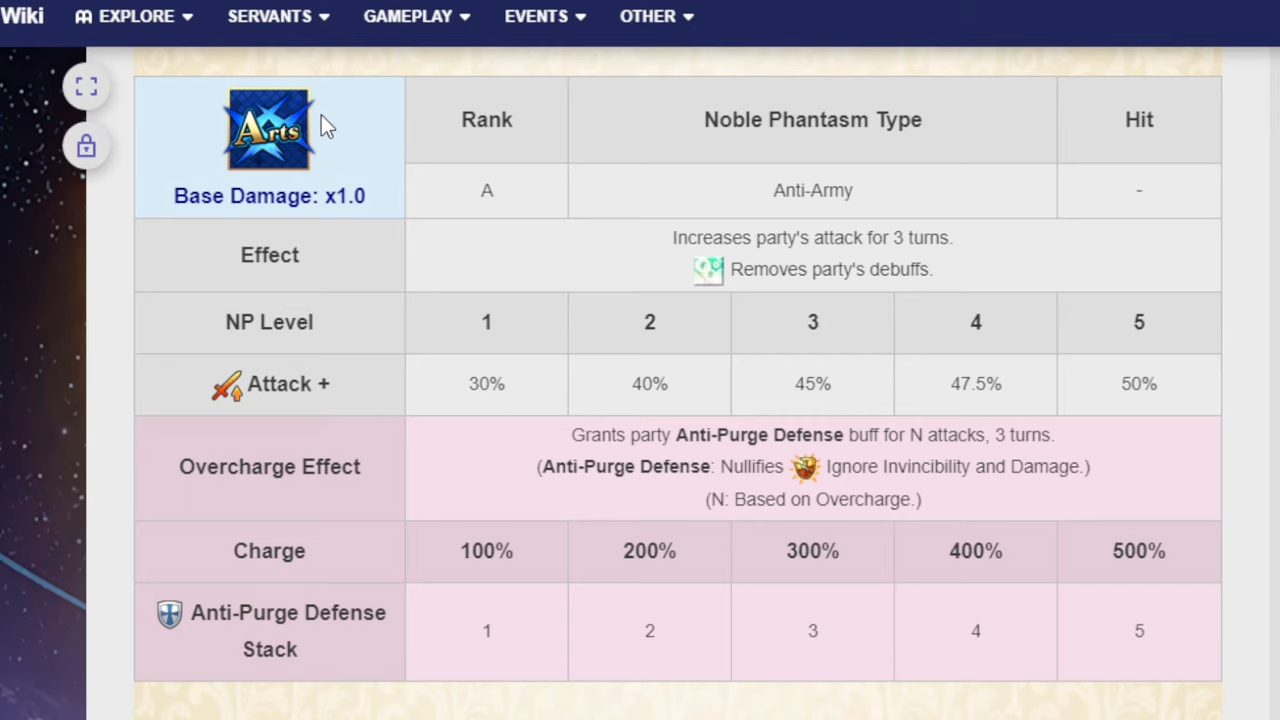 Wiki
EXPLORE
SERVANTS
GAMEPLAY
EVENTS
OTHER
Arts
Base Damage: x1.0
Rank
Noble Phantasm Type
Hit
A
Anti-Army
-
Effect
Increases party's attack for 3 turns.
Removes party's debuffs.
NP Level
1
2
3
4
5
Attack +
30%
40%
45%
47.5%
50%
Overcharge Effect
Grants party Anti-Purge Defense buff for N attacks, 3 turns.
(Anti-Purge Defense: Nullifies Ignore Invincibility and Damage.)
(N: Based on Overcharge.)
Charge
100%
200%
300%
400%
500%
Anti-Purge Defense
Stack
1
2
3
4
5